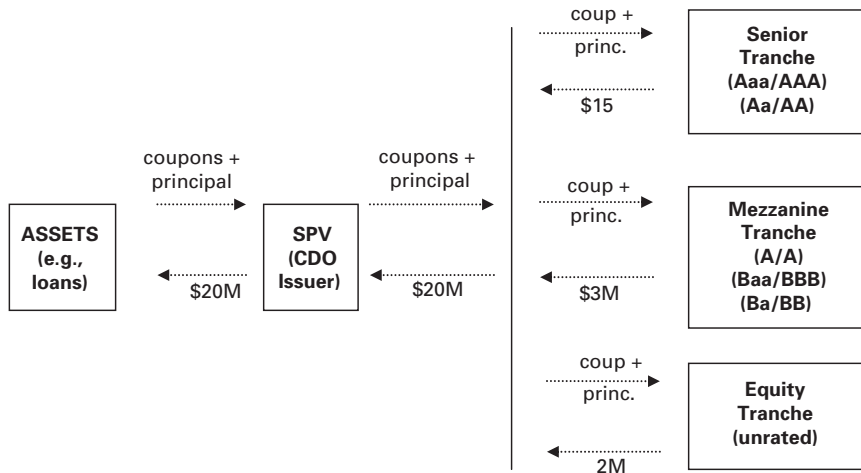 coupons +
principal
coupons +
principal
ASSETS
(e.g.,
loans)
$20M
SPV
(CDO
Issuer)
$20M
coup +
princ.
$15
Senior
Tranche
(Aaa/AAA)
(Aa/AA)
coup +
princ.
$3M
Mezzanine
Tranche
(A/A)
(Baa/BBB)
(Ba/BB)
coup +
princ.
2M
Equity
Tranche
(unrated)